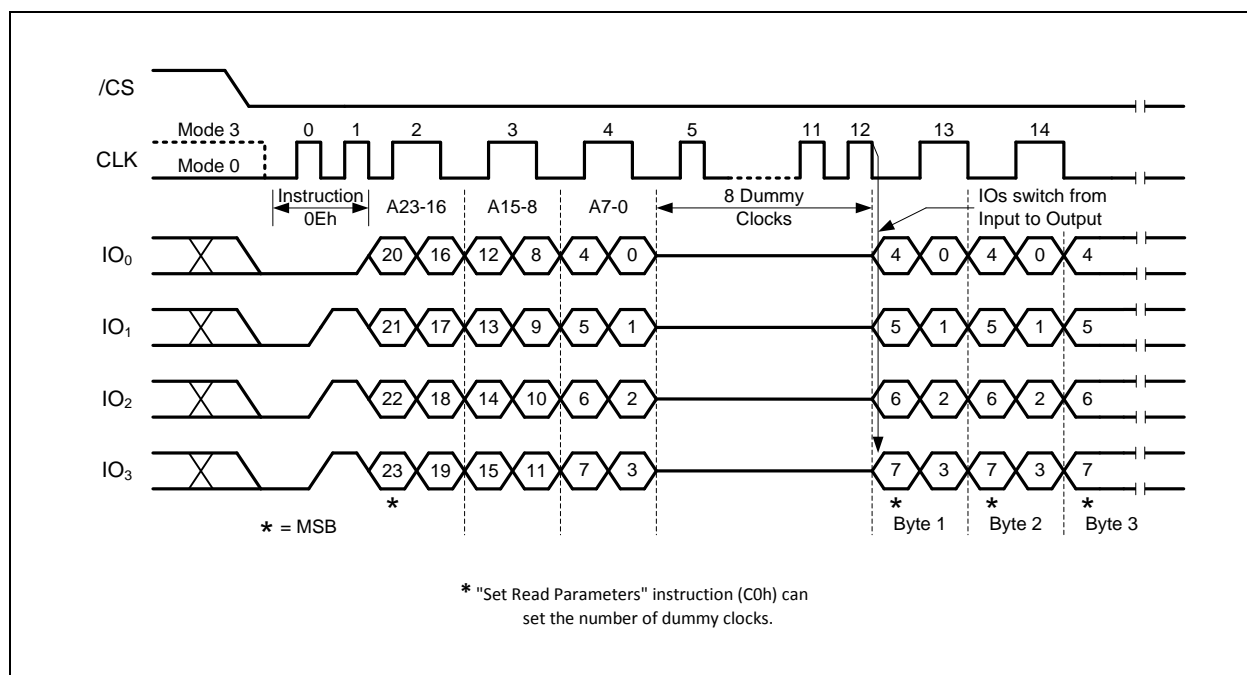 /CS
Mode 3 0 1 2 3 4 5 11 12 13 14
CLK
Mode 0
Instruction
0Eh
A23-16 A15-8 A7-0
8 Dummy
Clocks
IOs switch from
Input to Output
IO₀ 20 16 12 8 4 0 4 0 4 0 4
IO₁ 21 17 13 9 5 1 5 1 5 1 5
IO₂ 22 18 14 10 6 2 6 2 6 2 6
IO₃ 23 19 15 11 7 3 7 3 7 3 7
* * * *
* = MSB Byte 1 Byte 2 Byte 3
* "Set Read Parameters" instruction (C0h) can
set the number of dummy clocks.